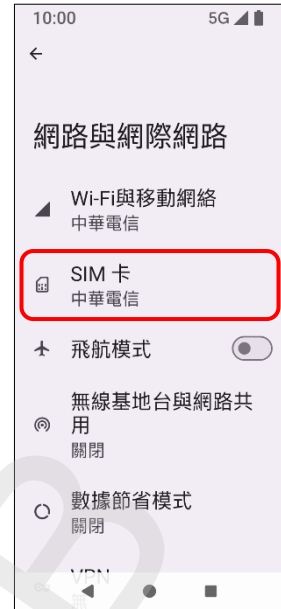 10:00 5G
網路與網際網路
Wi-Fi與移動網絡
中華電信
SIM 卡
中華電信
飛航模式
無線基地台與網路共
用
關閉
數據節省模式
關閉
VPN